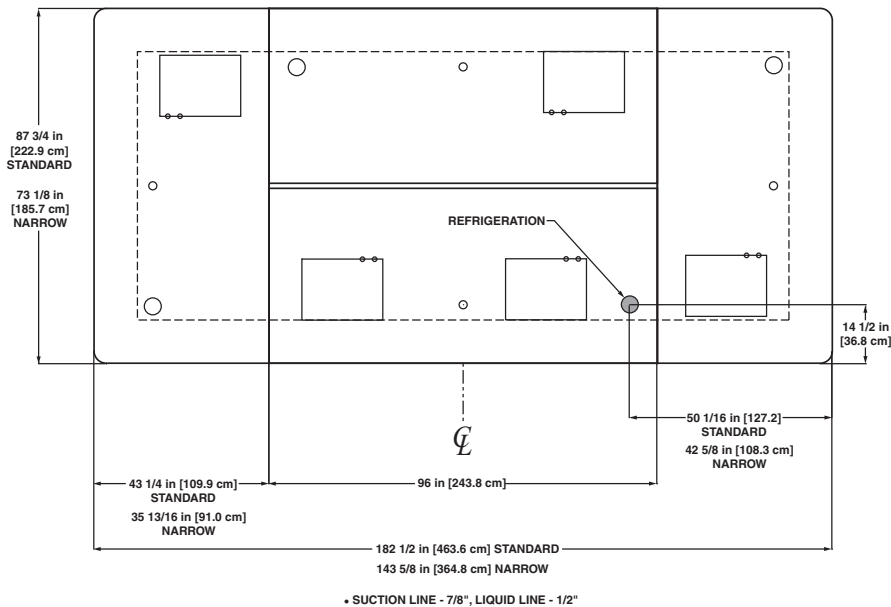 87 3/4 in
[222.9 cm]
STANDARD
73 1/8 in
[185.7 cm]
NARROW
REFRIGERATION
14 1/2 in
[36.8 cm]
50 1/16 in [127.2]
STANDARD
42 5/8 in [108.3 cm]
NARROW
CL
43 1/4 in [109.9 cm]
STANDARD
35 13/16 in [91.0 cm]
NARROW
96 in [243.8 cm]
182 1/2 in [463.6 cm] STANDARD
143 5/8 in [364.8 cm] NARROW
• SUCTION LINE - 7/8", LIQUID LINE - 1/2"